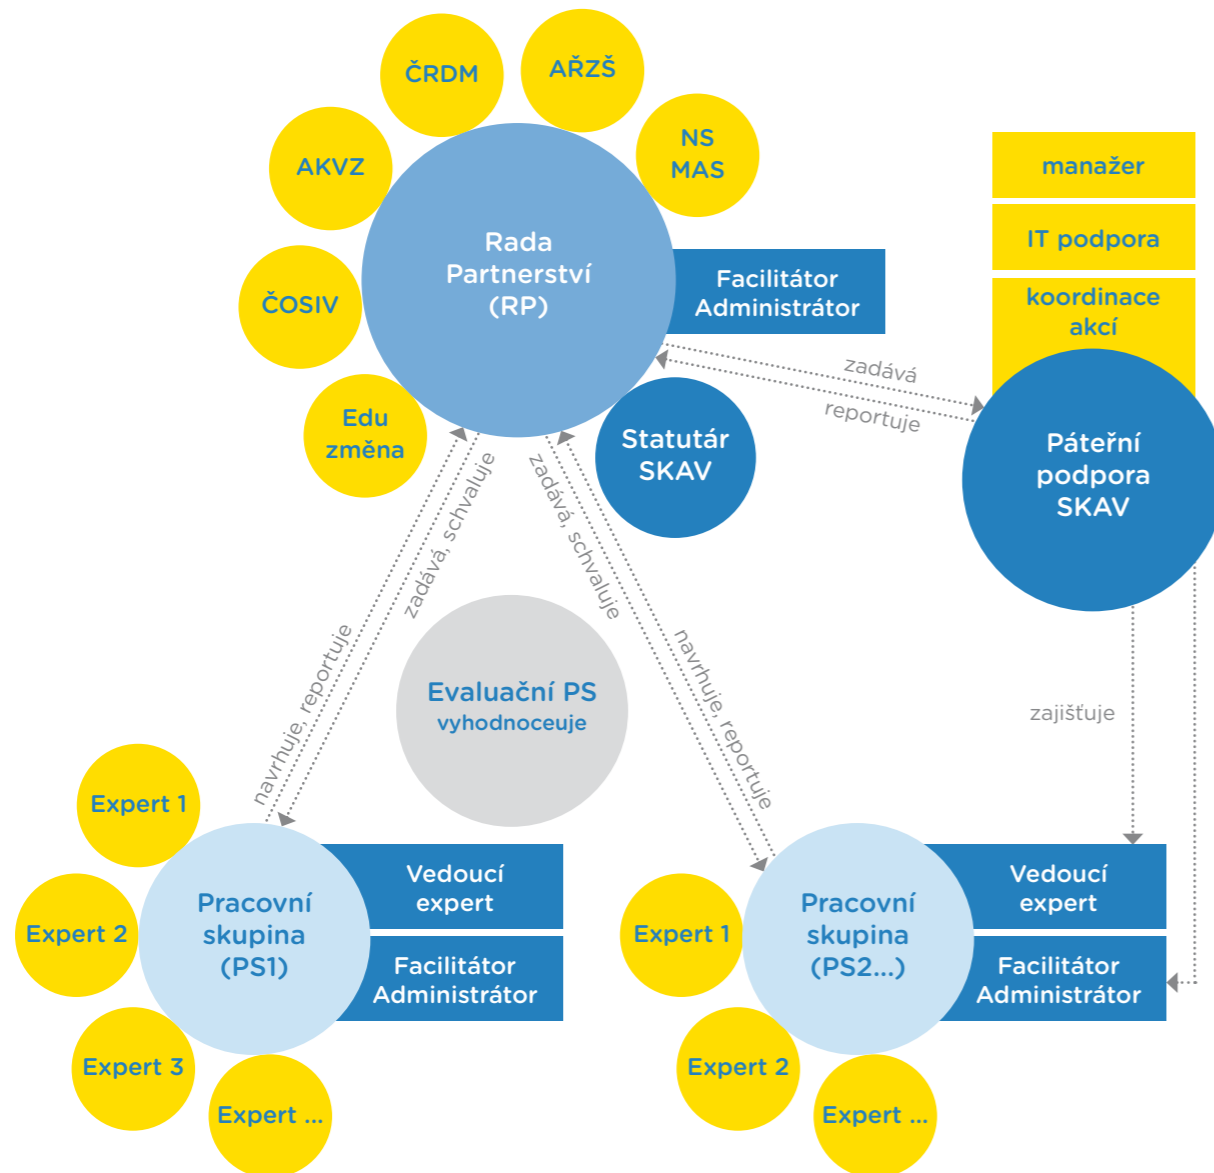 ČRDM
AŘZŠ
AKVZ
NS
MAS
ČOSIV
Edu
změna
Rada
Partnerství
(RP)
Facilitátor
Administrátor
Statutár
SKAV
manažer
IT podpora
koordinace
akcí
Páteřní
podpora
SKAV
zadává
reportuje
navrhuje, reportuje
zadává, schvaluje
zadává, schvaluje
navrhuje, reportuje
Evaluační PS
vyhodnoceuje
zajišťuje
Expert 1
Expert 2
Expert 3
Expert ...
Pracovní
skupina
(PS1)
Vedoucí
expert
Facilitátor
Administrátor
Expert 1
Expert 2
Expert ...
Pracovní
skupina
(PS2...)
Vedoucí
expert
Facilitátor
Administrátor